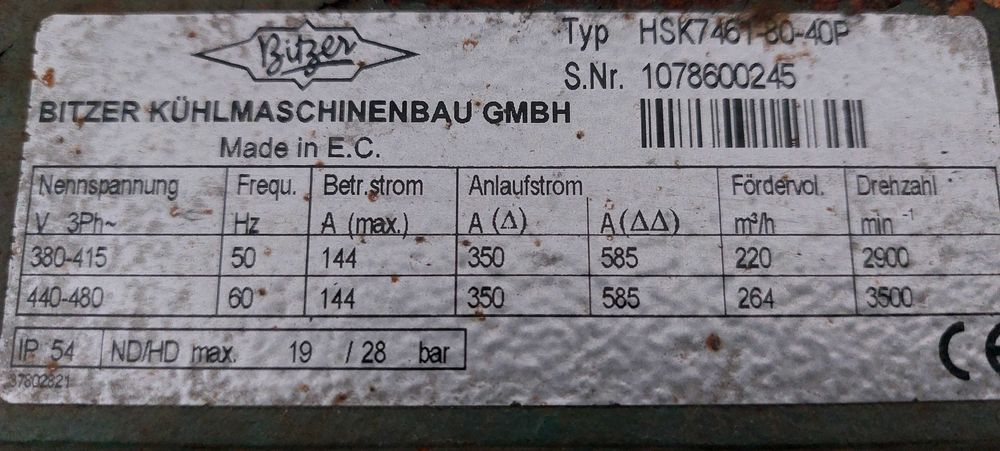 Bitzer
Typ HSK7461-80-40P
S.Nr. 1078600245
BITZER KÜHLMASCHINENBAU GMBH
Made in E.C.
Nennspannung Frequ. Betr.strom Anlaufstrom Fördervol. Drehzahl
V 3Ph~ Hz A (max.) A (Δ) A (ΔΔ) m³/h min -1
380-415 50 144 350 585 220 2900
440-480 60 144 350 585 264 3500
IP 54 ND/HD max. 19 / 28 bar
37802821
CE